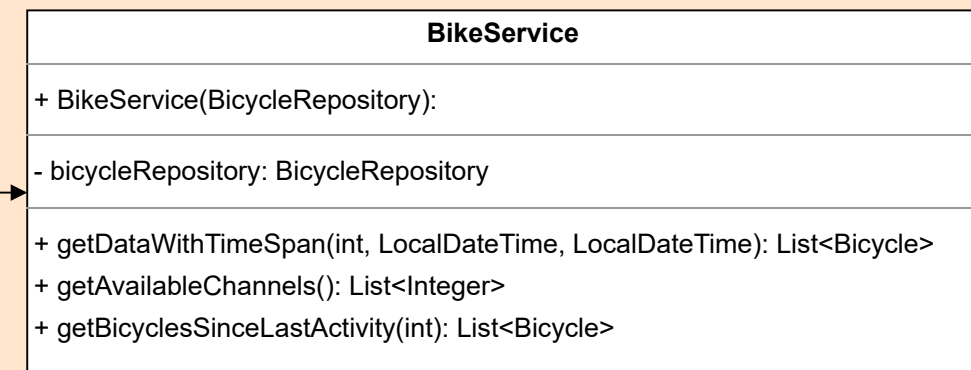 BikeService
+ BikeService(BicycleRepository):
- bicycleRepository: BicycleRepository
+ getDataWithTimeSpan(int, LocalDateTime, LocalDateTime): List<Bicycle>
+ getAvailableChannels(): List<Integer>
+ getBicyclesSinceLastActivity(int): List<Bicycle>